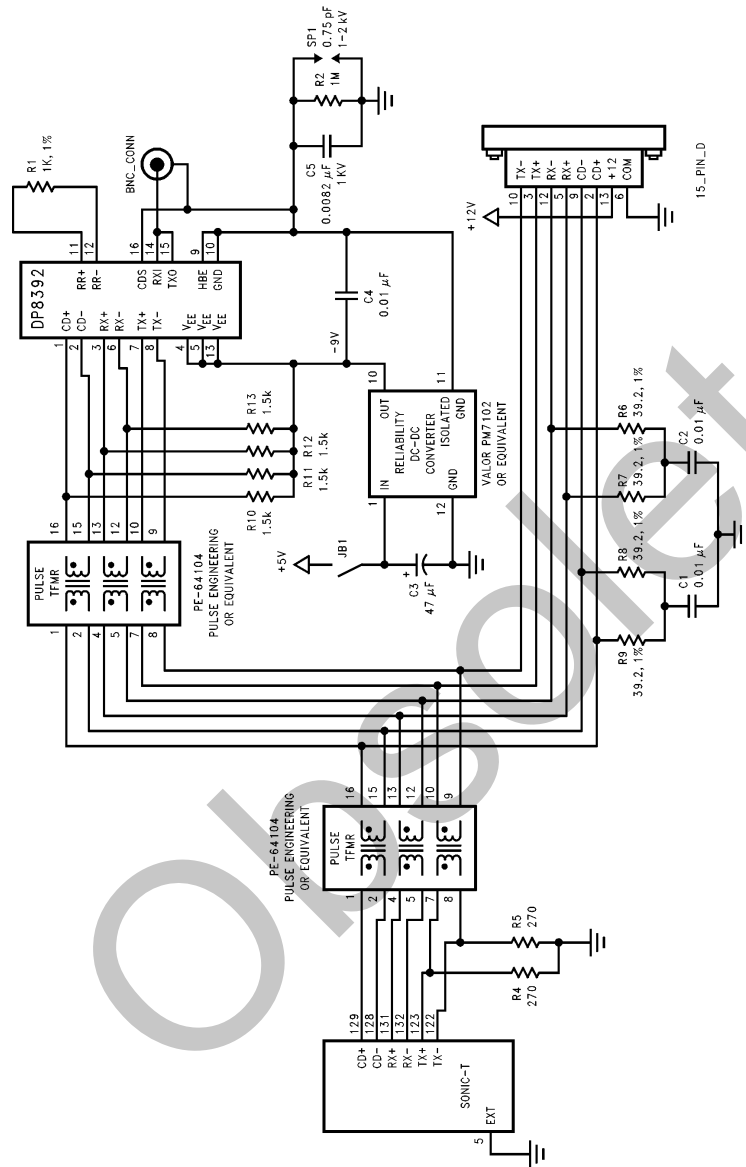 SP1
0.75 pF
1-2 kV
R2
1M
C5
0.0082 µF
1 KV
R1
1K, 1%
BNC_CONN
11
12
16
14
15
9
10
RR+
RR-
CDS
RXI
TXO
HBE
GND
DP8392
CD+
CD-
RX+
RX-
TX+
TX-
VEE
VEE
VEE
1
2
3
6
7
8
4
5
13
C4
0.01 µF
-9V
R13
1.5k
R12
1.5k
R11
1.5k
R10
1.5k
10
11
OUT
GND
RELIABILITY
DC-DC
CONVERTER
ISOLATED
IN
GND
1
12
VALOR PM7102
OR EQUIVALENT
+5V
JB1
C3
+
47 µF
16
15
13
12
10
9
PULSE
TFMR
1
2
4
5
7
8
PE-64104
PULSE ENGINEERING
OR EQUIVALENT
+12V
10
3
12
5
9
2
13
6
TX-
TX+
RX-
RX+
CD-
CD+
+12
COM
15_PIN_D
R6
39.2, 1%
R7
39.2, 1%
R8
39.2, 1%
R9
39.2, 1%
C2
0.01 µF
C1
0.01 µF
PE-64104
PULSE ENGINEERING
OR EQUIVALENT
PULSE
TFMR
16
15
13
12
10
9
1
2
4
5
7
8
R5
270
R4
270
129
128
131
132
123
122
CD+
CD-
RX+
RX-
TX+
TX-
SONIC-T
EXT
5
Obsolet